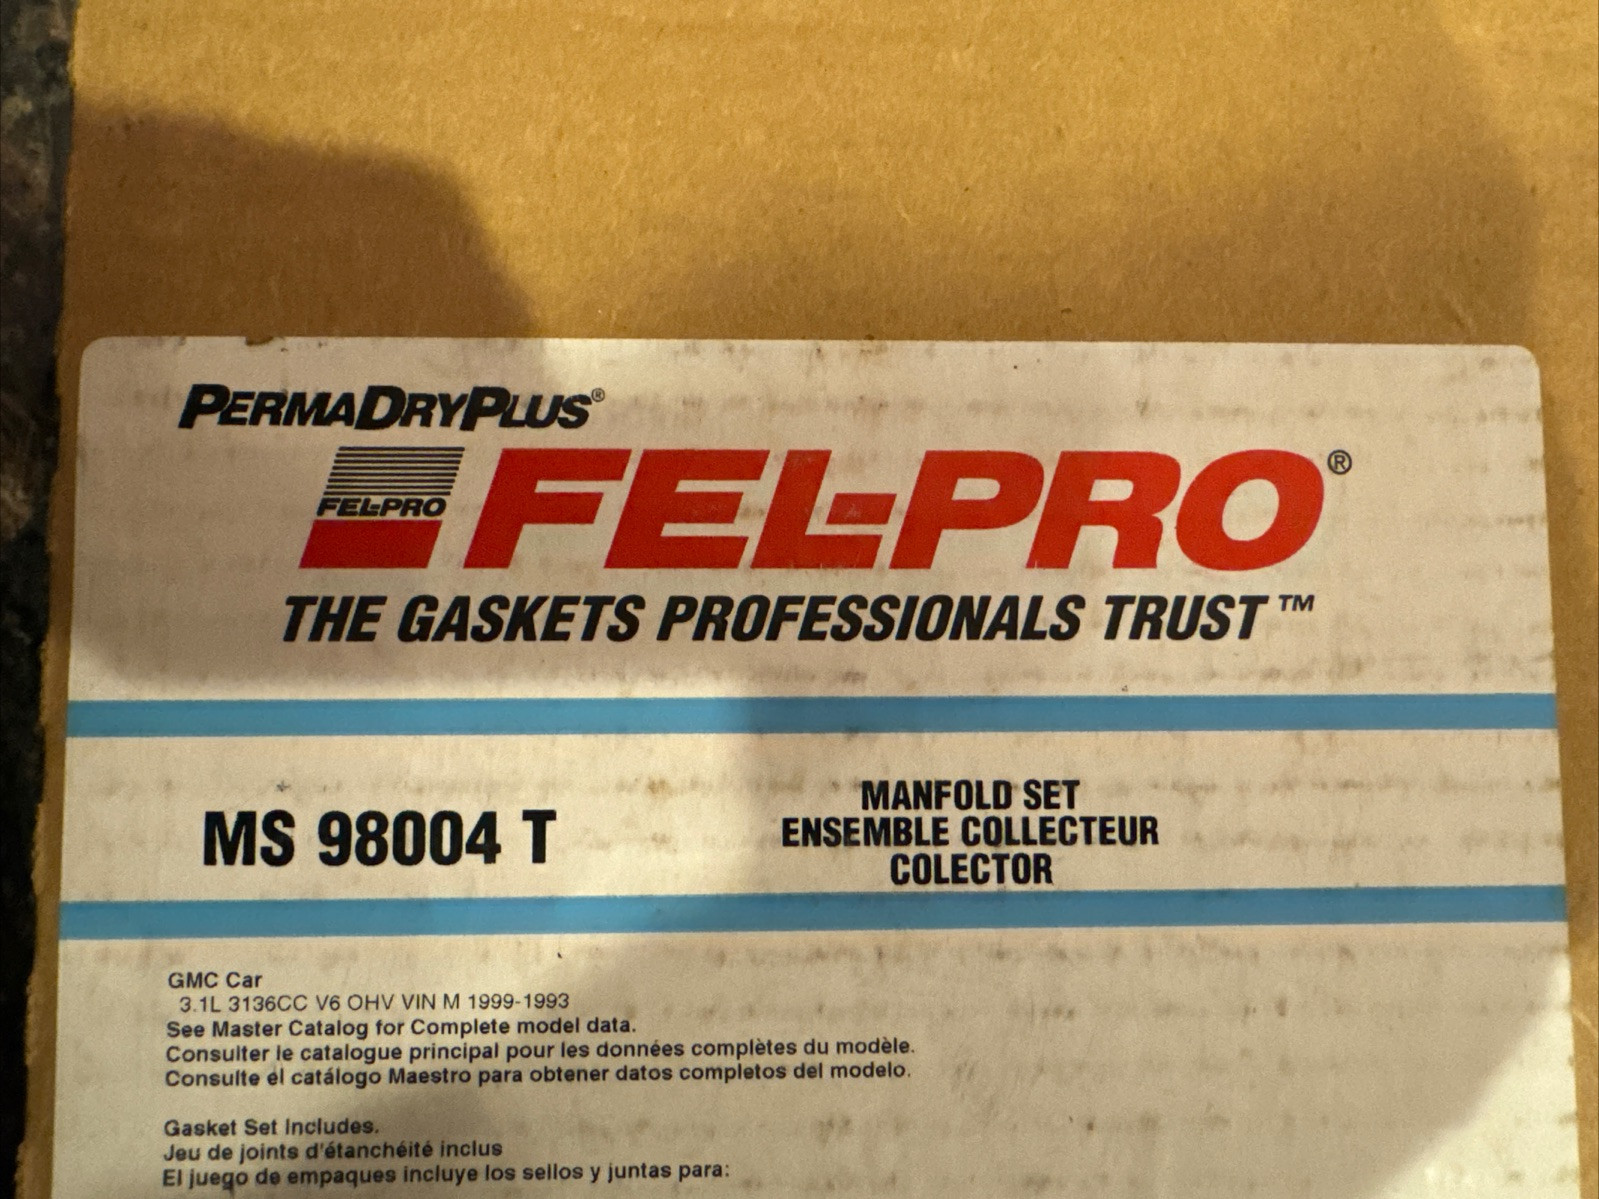 PERMADRYPLUS®
FEL-PRO
FEL-PRO®
THE GASKETS PROFESSIONALS TRUST™
MS 98004 T
MANFOLD SET
ENSEMBLE COLLECTEUR
COLECTOR
GMC Car
3.1L 3136CC V6 OHV VIN M 1999-1993
See Master Catalog for Complete model data.
Consulter le catalogue principal pour les données complètes du modèle.
Consulte el catálogo Maestro para obtener datos completos del modelo.
Gasket Set Includes.
Jeu de joints d'étanchéité inclus
El juego de empaques incluye los sellos y juntas para: